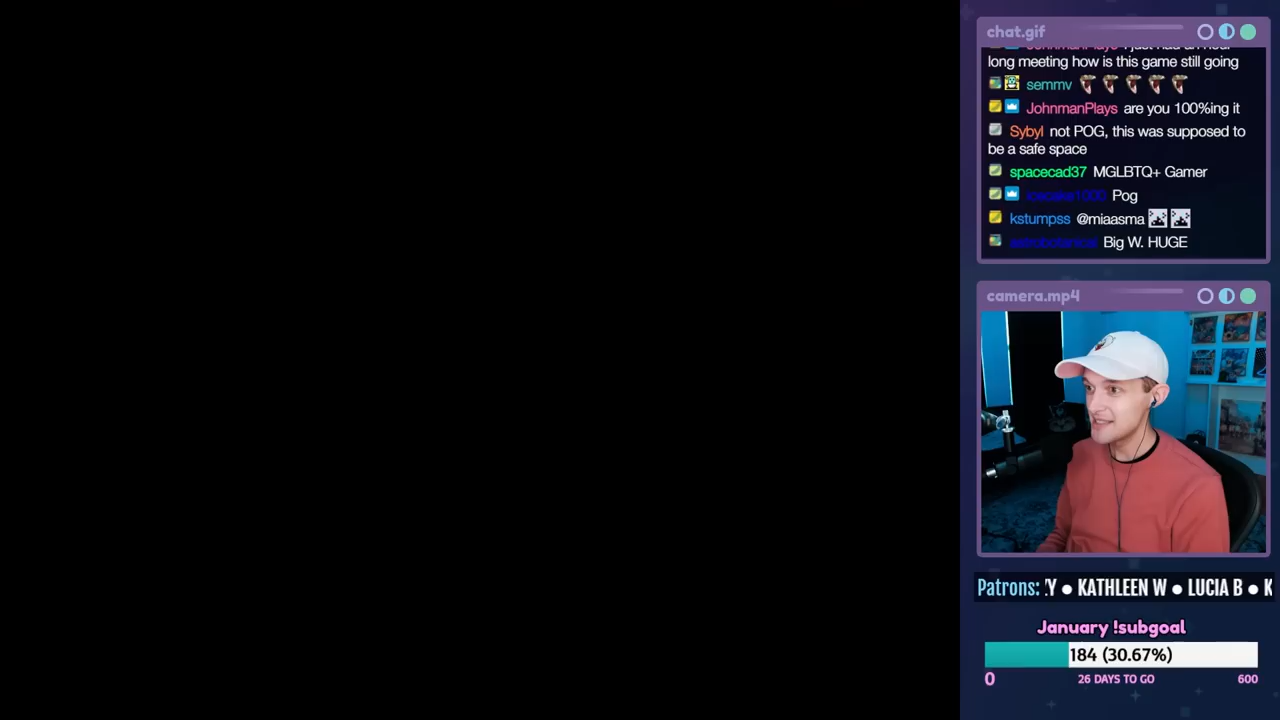 chat.gif
long meeting how is this game still going
semmv
JohnmanPlays are you 100%ing it
Sybyl not POG, this was supposed to
be a safe space
spacecad37 MGLBTQ+ Gamer
Pog
kstumpss @miaasma
Big W. HUGE
camera.mp4
Patrons: Y ● KATHLEEN W ● LUCIA B ● K
January !subgoal
184 (30.67%)
0 26 DAYS TO GO 600